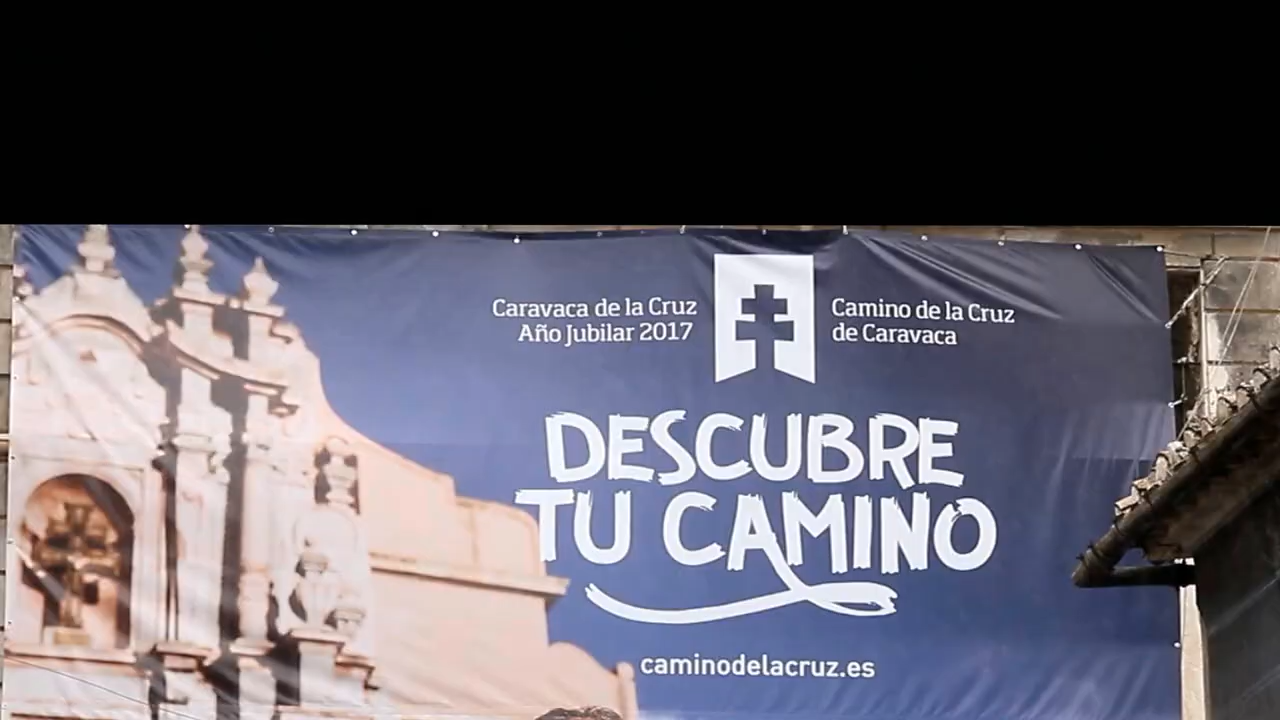 Caravaca de la Cruz
Año Jubilar 2017
Camino de la Cruz
de Caravaca
DESCUBRE
TU CAMINO
caminodelacruz.es